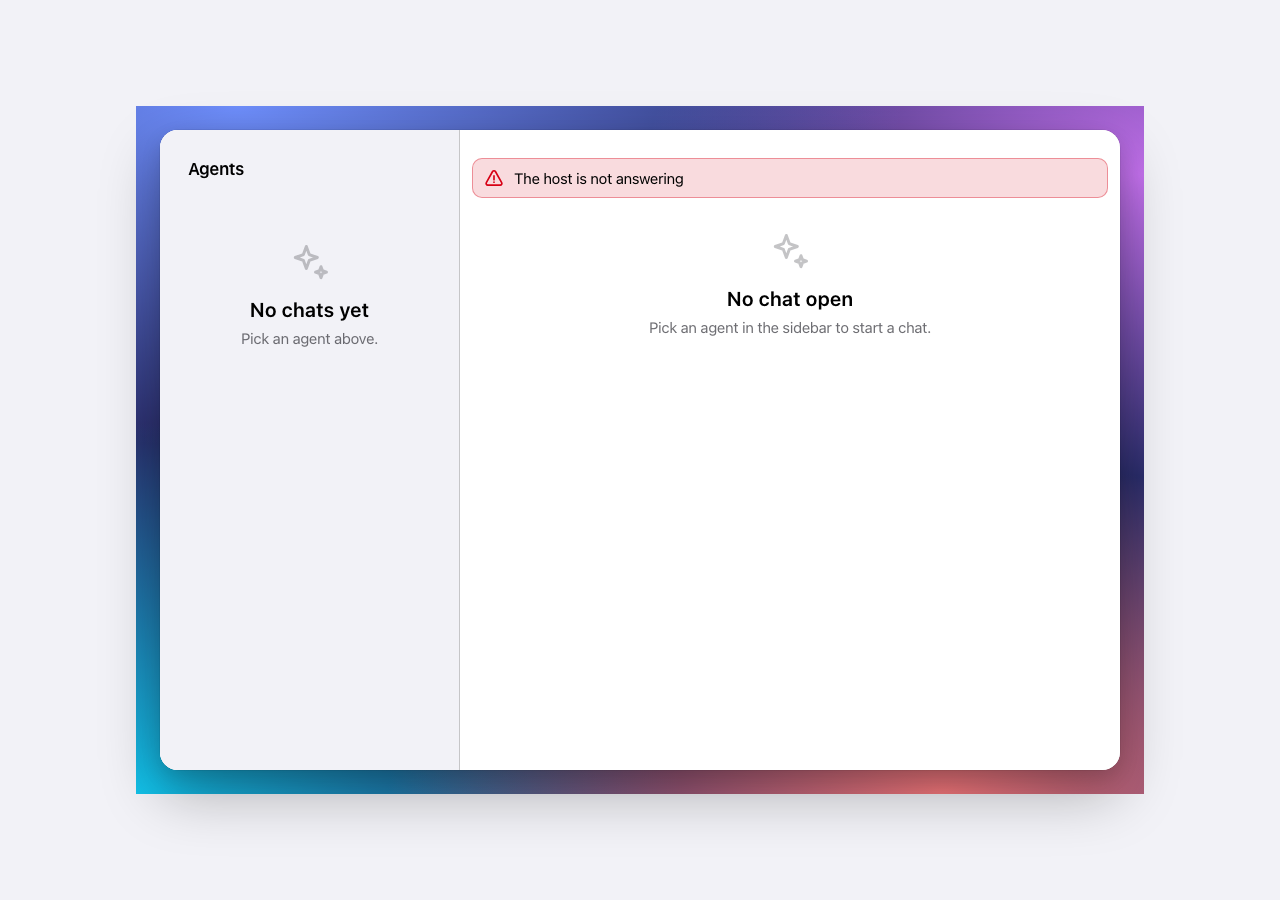 Agents
No chats yet
Pick an agent above.
The host is not answering
No chat open
Pick an agent in the sidebar to start a chat.